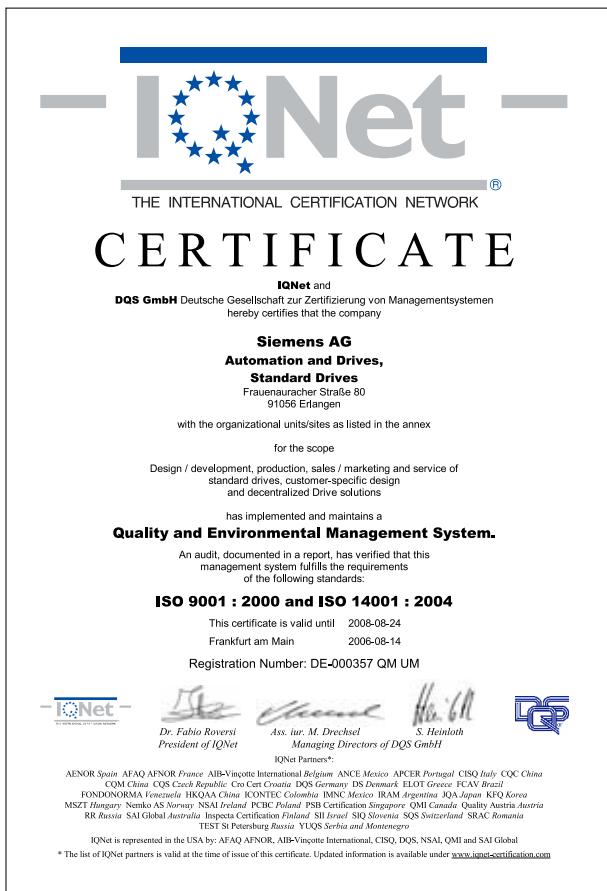 IQNet
®
THE INTERNATIONAL CERTIFICATION NETWORK
CERTIFICATE
IQNet and
DQS GmbH Deutsche Gesellschaft zur Zertifizierung von Managementsystemen
hereby certifies that the company
Siemens AG
Automation and Drives,
Standard Drives
Frauenauracher Straße 80
91056 Erlangen
with the organizational units/sites as listed in the annex
for the scope
Design / development, production, sales / marketing and service of
standard drives, customer-specific design
and decentralized Drive solutions
has implemented and maintains a
Quality and Environmental Management System.
An audit, documented in a report, has verified that this
management system fulfills the requirements
of the following standards:
ISO 9001 : 2000 and ISO 14001 : 2004
This certificate is valid until 2008-08-24
Frankfurt am Main 2006-08-14
Registration Number: DE-000357 QM UM
IQNet
THE INTERNATIONAL CERTIFICATION NETWORK
DQS
Dr. Fabio Roversi Ass. iur. M. Drechsel S. Heinloth
President of IQNet Managing Directors of DQS GmbH
IQNet Partners*:
AENOR Spain AFAQ AFNOR France AIB-Vinçotte International Belgium ANCE Mexico APCER Portugal CISQ Italy CQC China
CQM China CQS Czech Republic Cro Cert Croatia DQS Germany DS Denmark ELOT Greece FCAV Brazil
FONDONORMA Venezuela HKQAA China ICONTEC Colombia IMNC Mexico IRAM Argentina JQA Japan KFQ Korea
MSZT Hungary Nemko AS Norway NSAI Ireland PCBC Poland PSB Certification Singapore QMI Canada Quality Austria Austria
RR Russia SAI Global Australia Inspecta Certification Finland SII Israel SIQ Slovenia SQS Switzerland SRAC Romania
TEST St Petersburg Russia YUQS Serbia and Montenegro
IQNet is represented in the USA by: AFAQ AFNOR, AIB-Vinçotte International, CISQ, DQS, NSAI, QMI and SAI Global
* The list of IQNet partners is valid at the time of issue of this certificate. Updated information is available under www.iqnet-certification.com